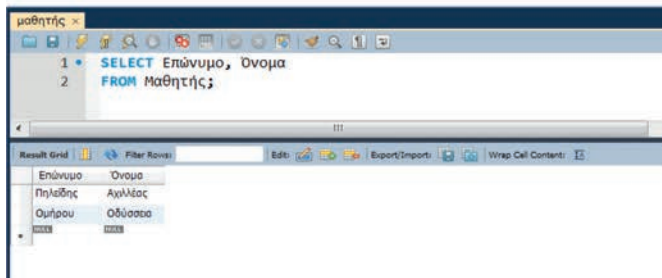 μαθητής ×
1 SELECT Επώνυμο, Όνομα
2 FROM Μαθητής;
Result Grid Filter Rows: Edit: Export/Import: Wrap Cell Content:
Επώνυμο Όνομα
Πηλείδης Αχιλλέας
Ομήρου Οδύσσεια
NULL NULL